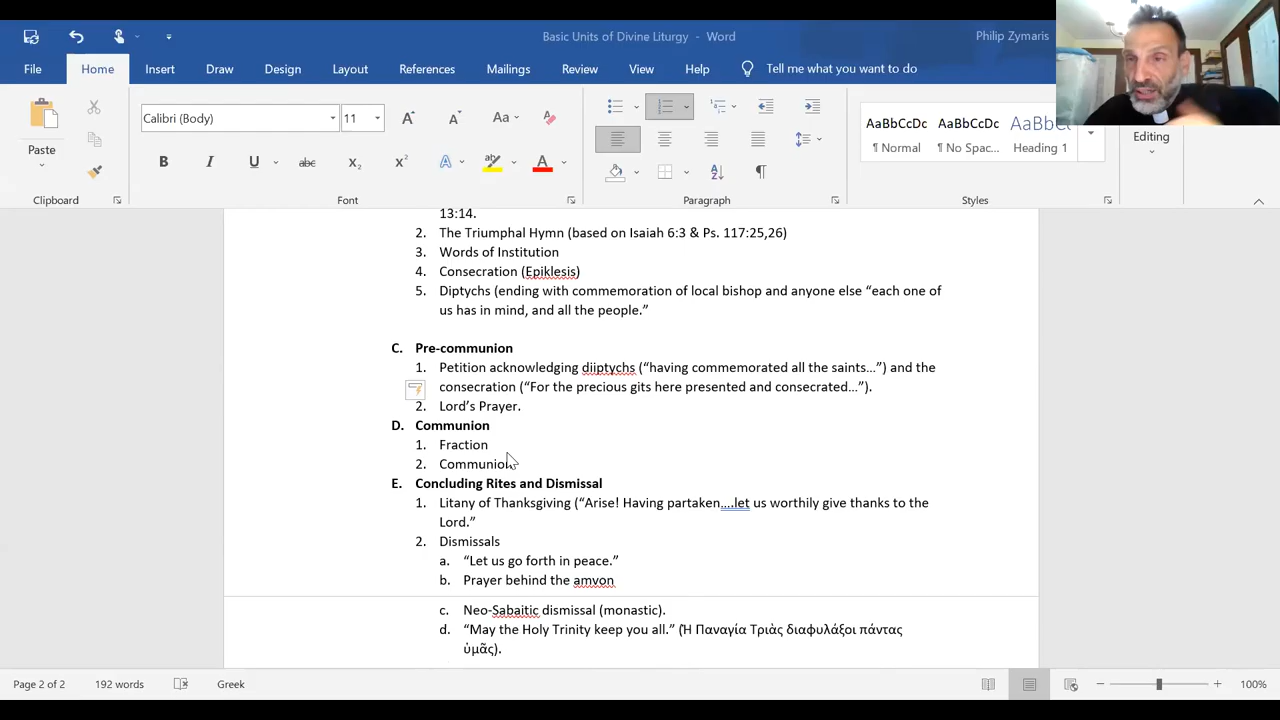 Basic Units of Divine Liturgy - Word
Philip Zymaris
File Home Insert Draw Design Layout References Mailings Review View Help Tell me what you want to do
Paste
Calibri (Body) 11
Aa
B I U abc X₂ X² A A
AaBbCcDc AaBbCcDc AaBbCc
¶ Normal ¶ No Spac... Heading 1
Editing
Clipboard Font Paragraph Styles
13:14.
2. The Triumphal Hymn (based on Isaiah 6:3 & Ps. 117:25,26)
3. Words of Institution
4. Consecration (Epiklesis)
5. Diptychs (ending with commemoration of local bishop and anyone else “each one of
us has in mind, and all the people.”
C. Pre-communion
1. Petition acknowledging diiptychs (“having commemorated all the saints...”) and the
consecration (“For the precious gits here presented and consecrated...”).
2. Lord’s Prayer.
D. Communion
1. Fraction
2. Communion
E. Concluding Rites and Dismissal
1. Litany of Thanksgiving (“Arise! Having partaken....let us worthily give thanks to the
Lord.”
2. Dismissals
a. “Let us go forth in peace.”
b. Prayer behind the amvon
c. Neo-Sabaitic dismissal (monastic).
d. “May the Holy Trinity keep you all.” (Ἡ Παναγία Τριὰς διαφυλάξοι πάντας
ὑμᾶς).
Page 2 of 2 192 words Greek 100%